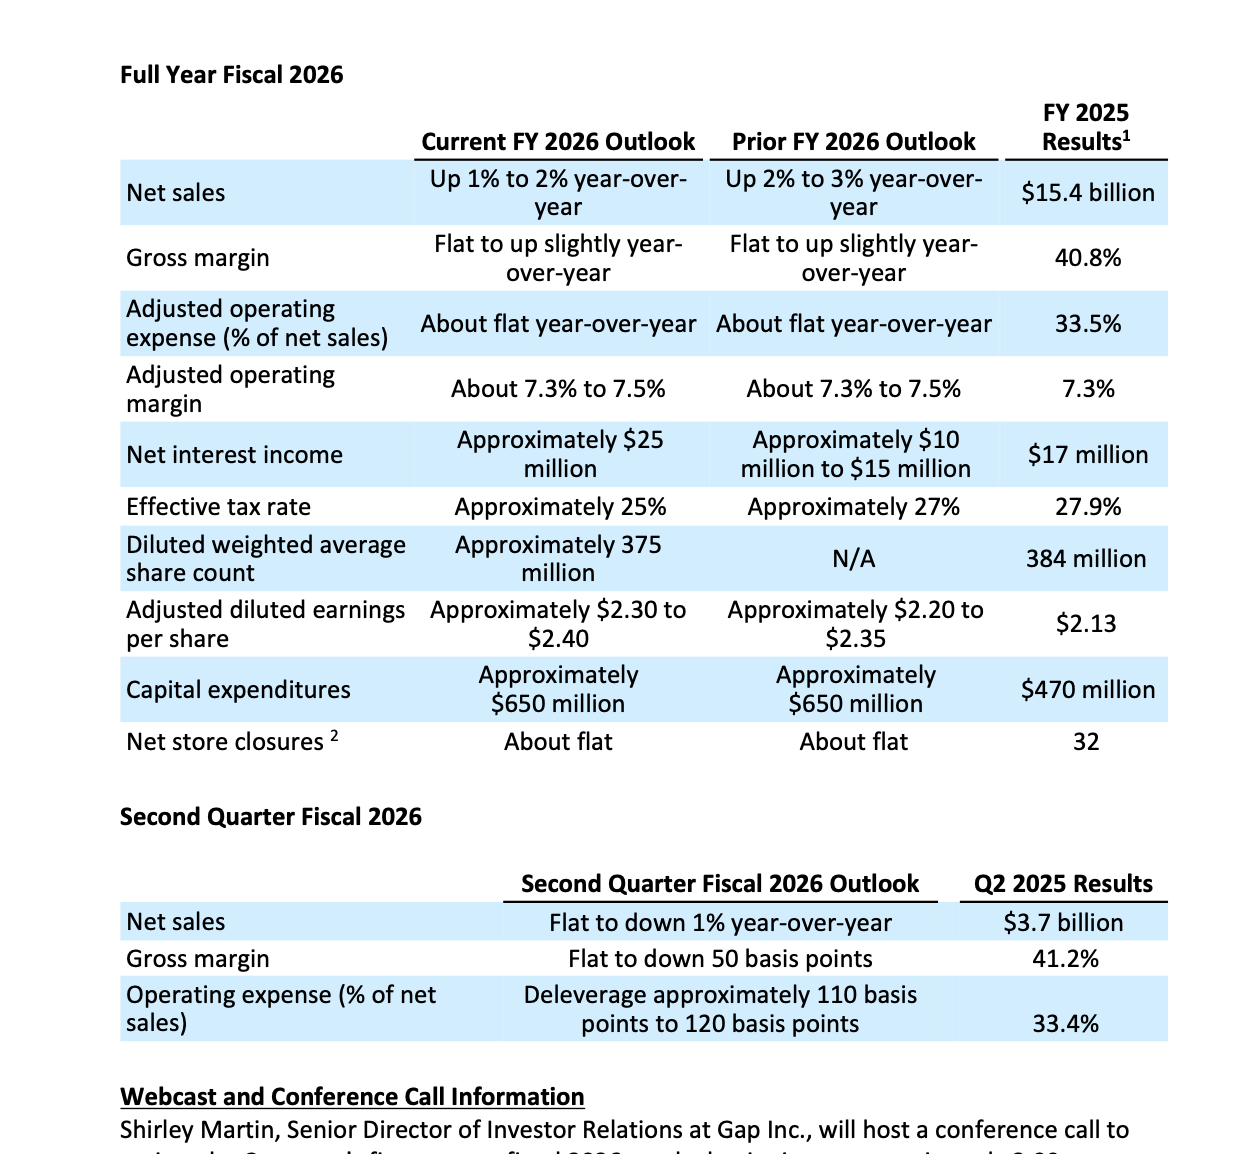 Full Year Fiscal 2026
FY 2025
Current FY 2026 Outlook Prior FY 2026 Outlook Results1
Net sales Up 1% to 2% year-over-year Up 2% to 3% year-over-year $15.4 billion
Gross margin Flat to up slightly year-over-year Flat to up slightly year-over-year 40.8%
Adjusted operating expense (% of net sales) About flat year-over-year About flat year-over-year 33.5%
Adjusted operating margin About 7.3% to 7.5% About 7.3% to 7.5% 7.3%
Net interest income Approximately $25 million Approximately $10 million to $15 million $17 million
Effective tax rate Approximately 25% Approximately 27% 27.9%
Diluted weighted average share count Approximately 375 million N/A 384 million
Adjusted diluted earnings per share Approximately $2.30 to $2.40 Approximately $2.20 to $2.35 $2.13
Capital expenditures Approximately $650 million Approximately $650 million $470 million
Net store closures 2 About flat About flat 32
Second Quarter Fiscal 2026
Second Quarter Fiscal 2026 Outlook Q2 2025 Results
Net sales Flat to down 1% year-over-year $3.7 billion
Gross margin Flat to down 50 basis points 41.2%
Operating expense (% of net sales) Deleverage approximately 110 basis points to 120 basis points 33.4%
Webcast and Conference Call Information
Shirley Martin, Senior Director of Investor Relations at Gap Inc., will host a conference call to